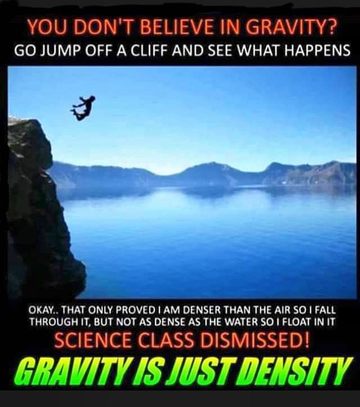 YOU DON'T BELIEVE IN GRAVITY?
GO JUMP OFF A CLIFF AND SEE WHAT HAPPENS
OKAY.. THAT ONLY PROVED I AM DENSER THAN THE AIR SO I FALL
THROUGH IT, BUT NOT AS DENSE AS THE WATER SO I FLOAT IN IT
SCIENCE CLASS DISMISSED!
GRAVITY IS JUST DENSITY